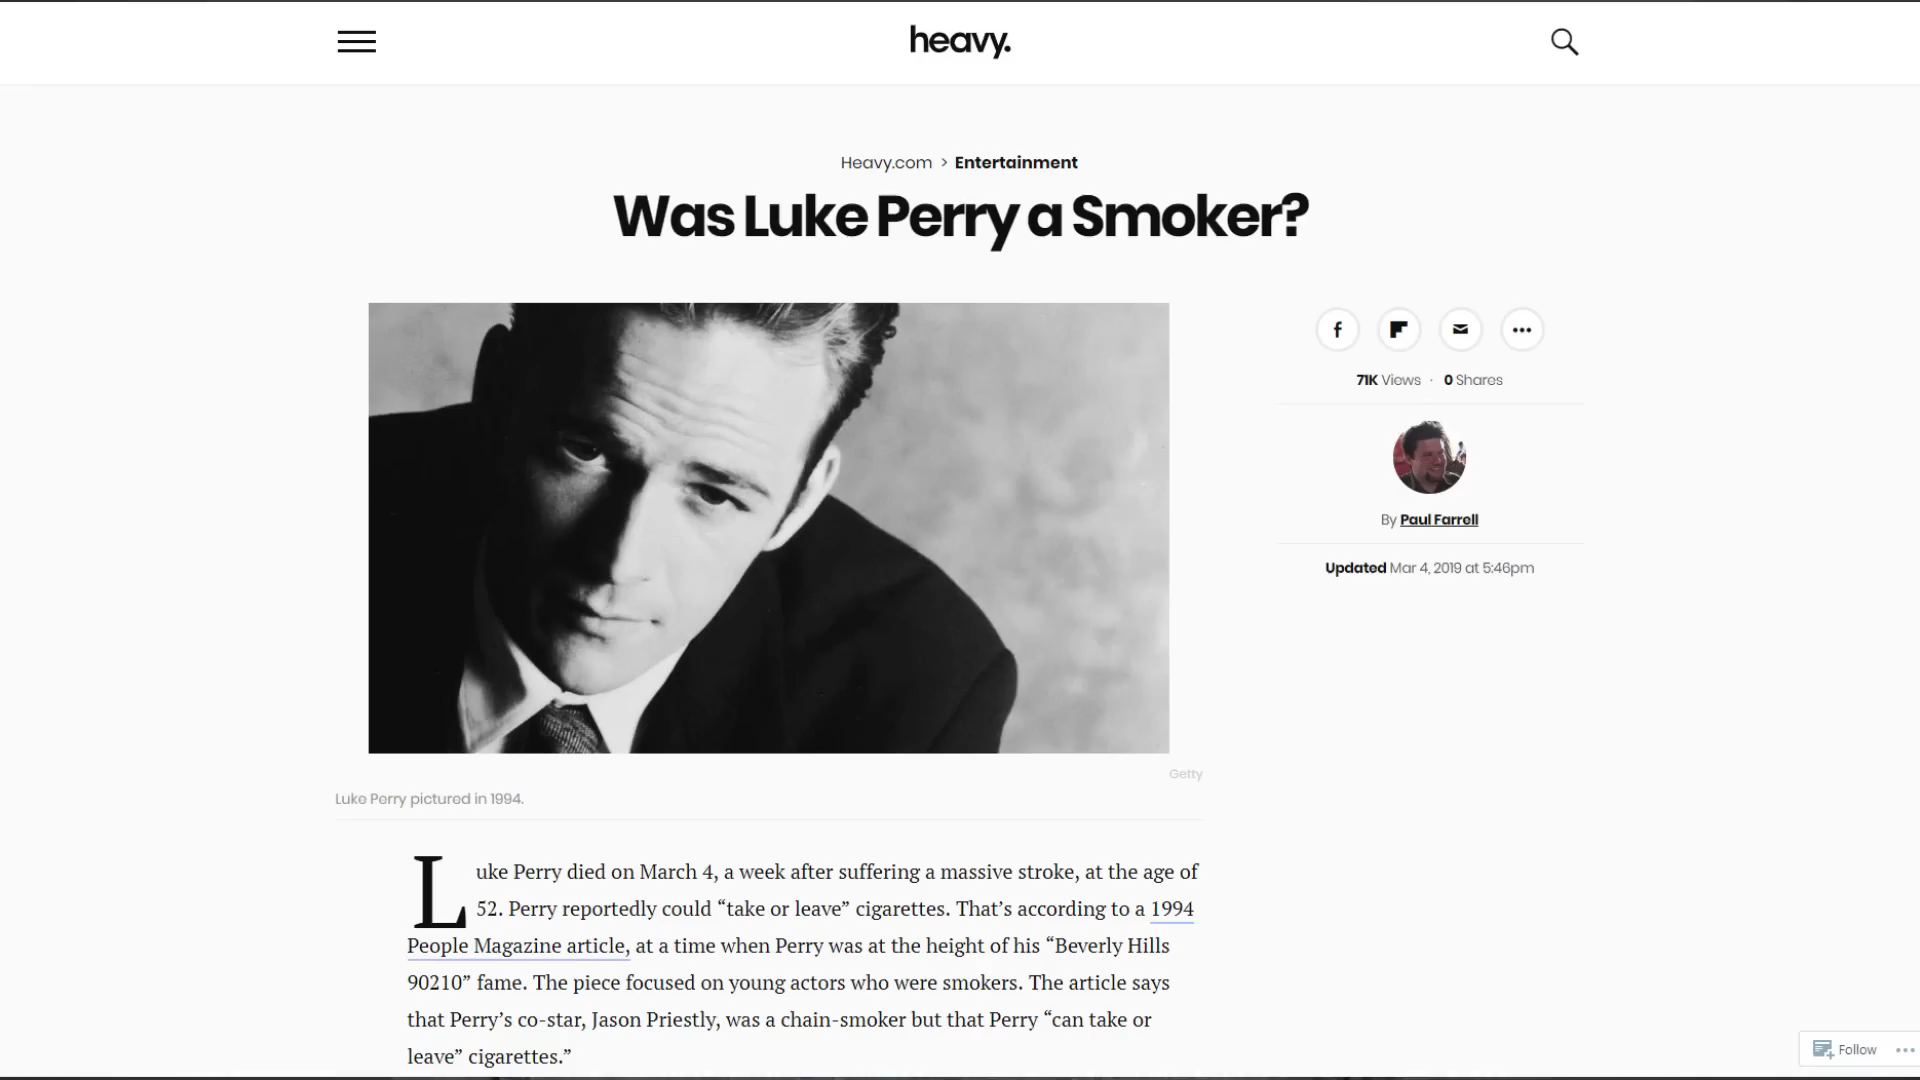 heavy.
Heavy.com > Entertainment
Was Luke Perry a Smoker?
71K Views · 0 Shares
By Paul Farrell
Updated Mar 4, 2019 at 5:46pm
Getty
Luke Perry pictured in 1994.
Luke Perry died on March 4, a week after suffering a massive stroke, at the age of
52. Perry reportedly could “take or leave” cigarettes. That’s according to a 1994
People Magazine article, at a time when Perry was at the height of his “Beverly Hills
90210” fame. The piece focused on young actors who were smokers. The article says
that Perry’s co-star, Jason Priestly, was a chain-smoker but that Perry “can take or
leave” cigarettes.”
Follow